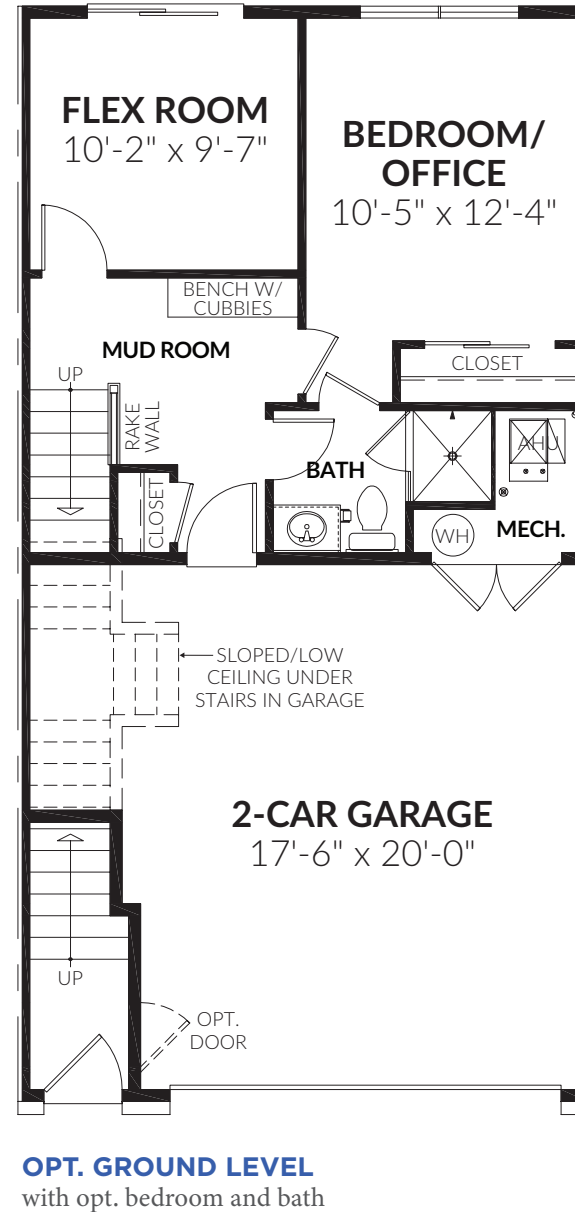 FLEX ROOM
10'-2" x 9'-7"
BEDROOM/
OFFICE
10'-5" x 12'-4"
BENCH W/
CUBBIES
MUD ROOM
UP
RAKE
WALL
CLOSET
CLOSET
BATH
AHU
WH
MECH.
SLOPED/LOW
CEILING UNDER
STAIRS IN GARAGE
2-CAR GARAGE
17'-6" x 20'-0"
UP
OPT.
DOOR
OPT. GROUND LEVEL
with opt. bedroom and bath